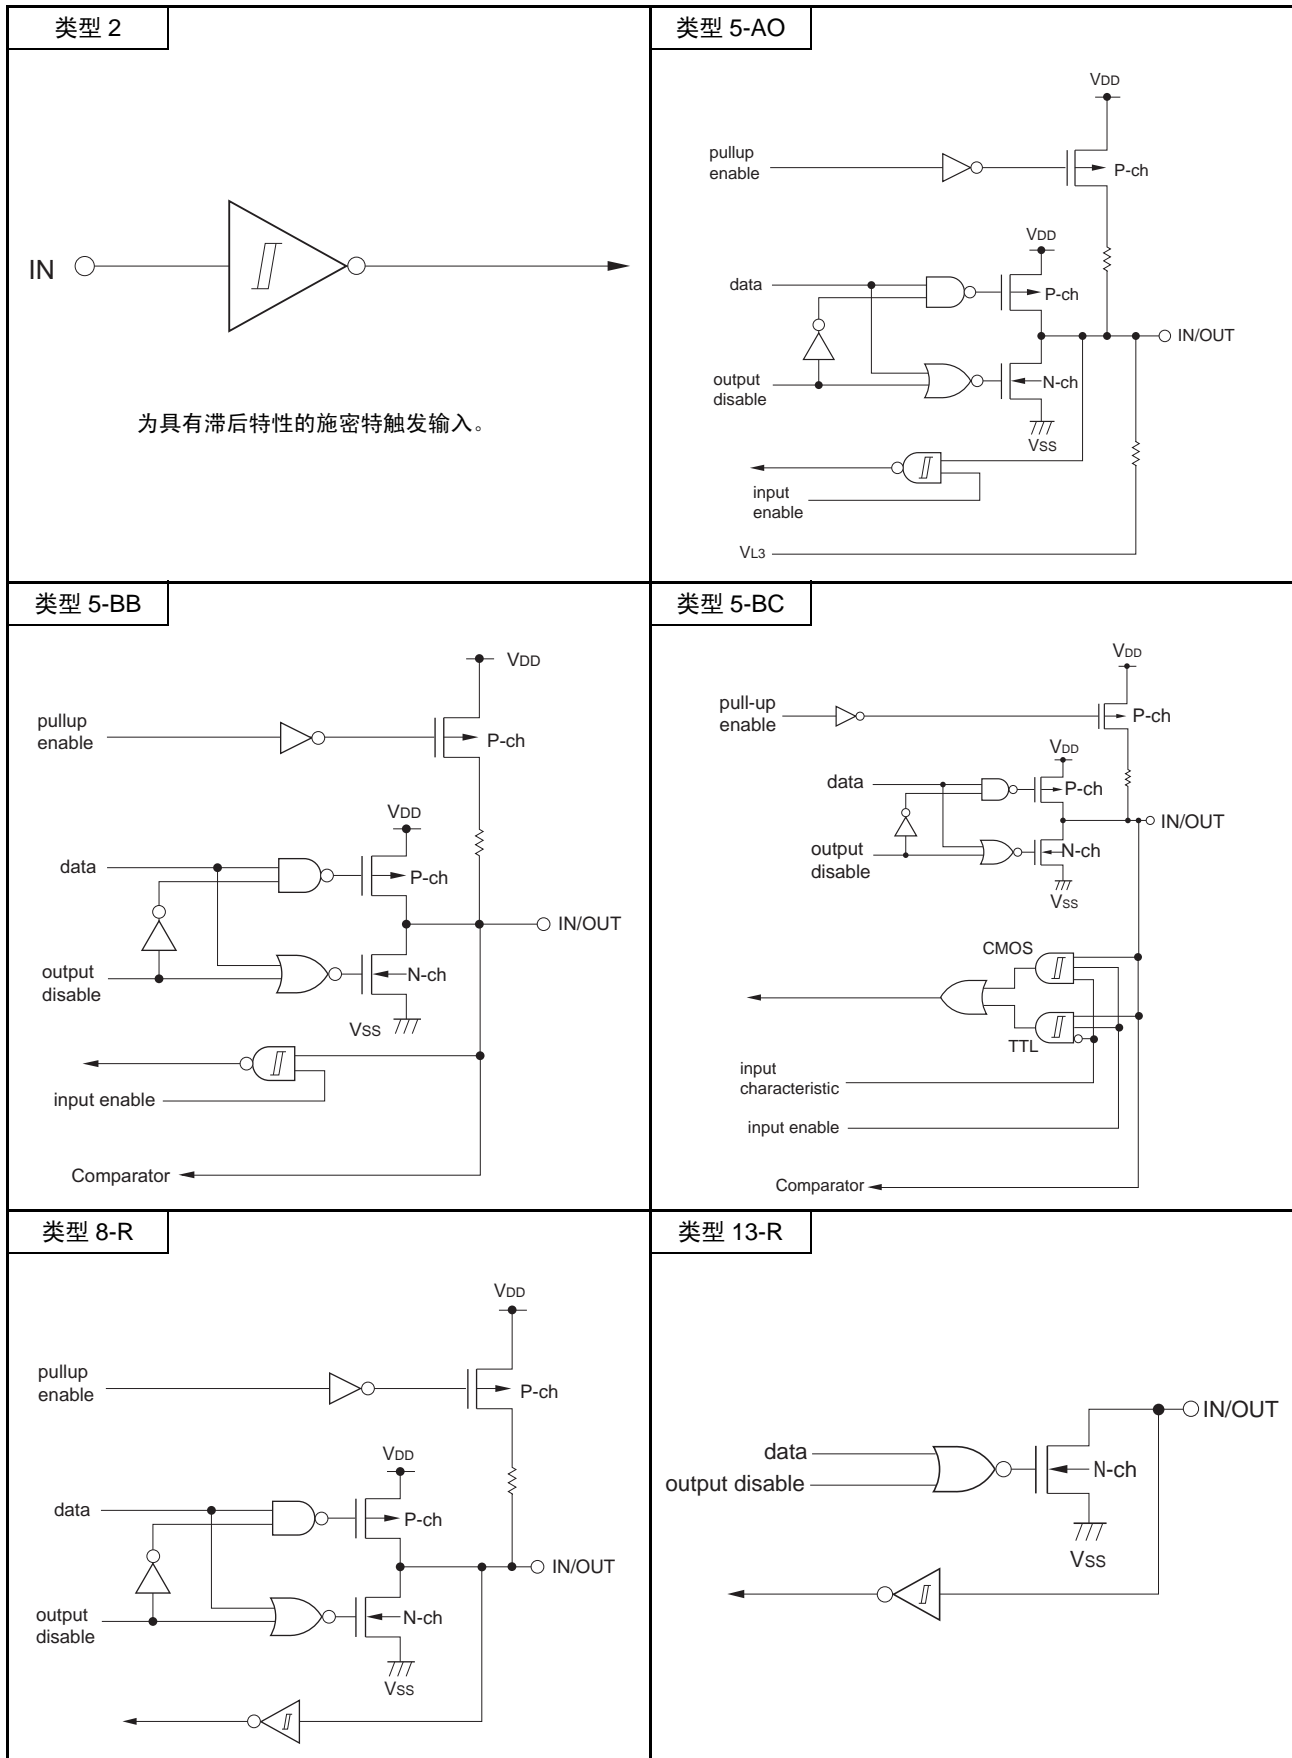 类型 2
IN
为具有滞后特性的施密特触发输入。
类型 5-AO
VDD
pullup
enable
P-ch
VDD
data
P-ch
IN/OUT
output
disable
N-ch
VSS
input
enable
VL3
类型 5-BB
VDD
pullup
enable
P-ch
VDD
data
P-ch
IN/OUT
output
disable
N-ch
VSS
input enable
Comparator
类型 5-BC
VDD
pull-up
enable
P-ch
VDD
data
P-ch
IN/OUT
output
disable
N-ch
VSS
CMOS
TTL
input
characteristic
input enable
Comparator
类型 8-R
VDD
pullup
enable
P-ch
VDD
data
P-ch
IN/OUT
output
disable
N-ch
VSS
类型 13-R
IN/OUT
data
output disable
N-ch
VSS